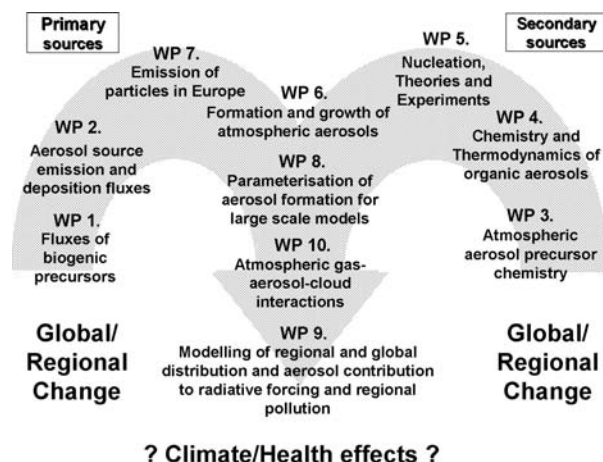 Primary
sources
WP 7.
Emission of
particles in Europe
WP 2.
Aerosol source
emission and
deposition fluxes
WP 1.
Fluxes of
biogenic
precursors
Global/
Regional
Change
WP 6.
Formation and growth of
atmospheric aerosols
WP 8.
Parameterisation of
aerosol formation for
large scale models
WP 10.
Atmospheric gas-
aerosol-cloud
interactions
WP 9.
Modelling of regional and global
distribution and aerosol contribution
to radiative forcing and regional
pollution
Secondary
sources
WP 5.
Nucleation,
Theories and
Experiments
WP 4.
Chemistry and
Thermodynamics of
organic aerosols
WP 3.
Atmospheric
aerosol precursor
chemistry
Global/
Regional
Change
? Climate/Health effects ?